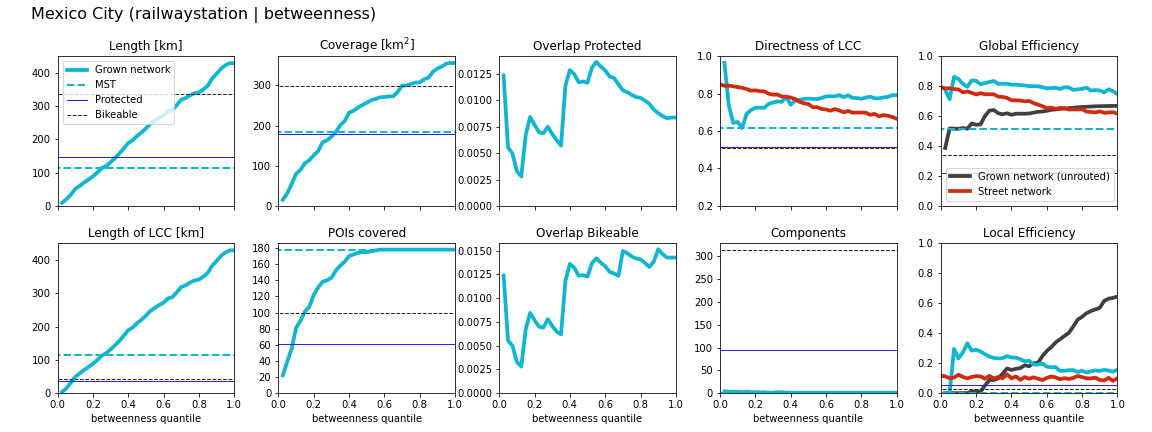 Mexico City (railwaystation | betweenness)
Length [km]
Coverage [km²]
Overlap Protected
Directness of LCC
Global Efficiency
400
300
200
100
0
Grown network
MST
Protected
Bikeable
300
200
100
0
0.0125
0.0100
0.0075
0.0050
0.0025
0.0000
1.0
0.8
0.6
0.4
0.2
1.0
0.8
0.6
0.4
0.2
0.0
Grown network (unrouted)
Street network
Length of LCC [km]
POIs covered
Overlap Bikeable
Components
Local Efficiency
400
300
200
100
0
0.0 0.2 0.4 0.6 0.8 1.0
betweenness quantile
180
160
140
120
100
80
60
40
20
0
0.0 0.2 0.4 0.6 0.8 1.0
betweenness quantile
0.0150
0.0125
0.0100
0.0075
0.0050
0.0025
0.0000
0.0 0.2 0.4 0.6 0.8 1.0
betweenness quantile
300
250
200
150
100
50
0
0.0 0.2 0.4 0.6 0.8 1.0
betweenness quantile
1.0
0.8
0.6
0.4
0.2
0.0
0.0 0.2 0.4 0.6 0.8 1.0
betweenness quantile